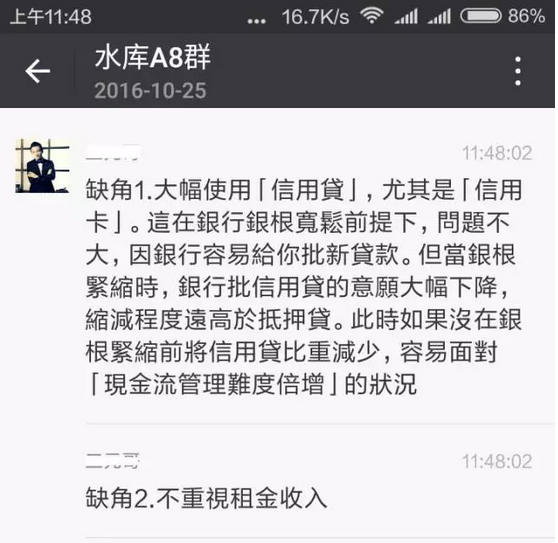 上午11:48
... 16.7K/s 86%
水库A8群
2016-10-25
11:48:02
缺角1.大幅使用「信用貸」，尤其是「信用
卡」。這在銀行銀根寬鬆前提下，問題不
大，因銀行容易給你批新貸款。但當銀根
緊縮時，銀行批信用貸的意願大幅下降，
縮減程度遠高於抵押貸。此時如果沒在銀
根緊縮前將信用貸比重減少，容易面對
「現金流管理難度倍增」的狀況
11:48:02
缺角2.不重視租金收入